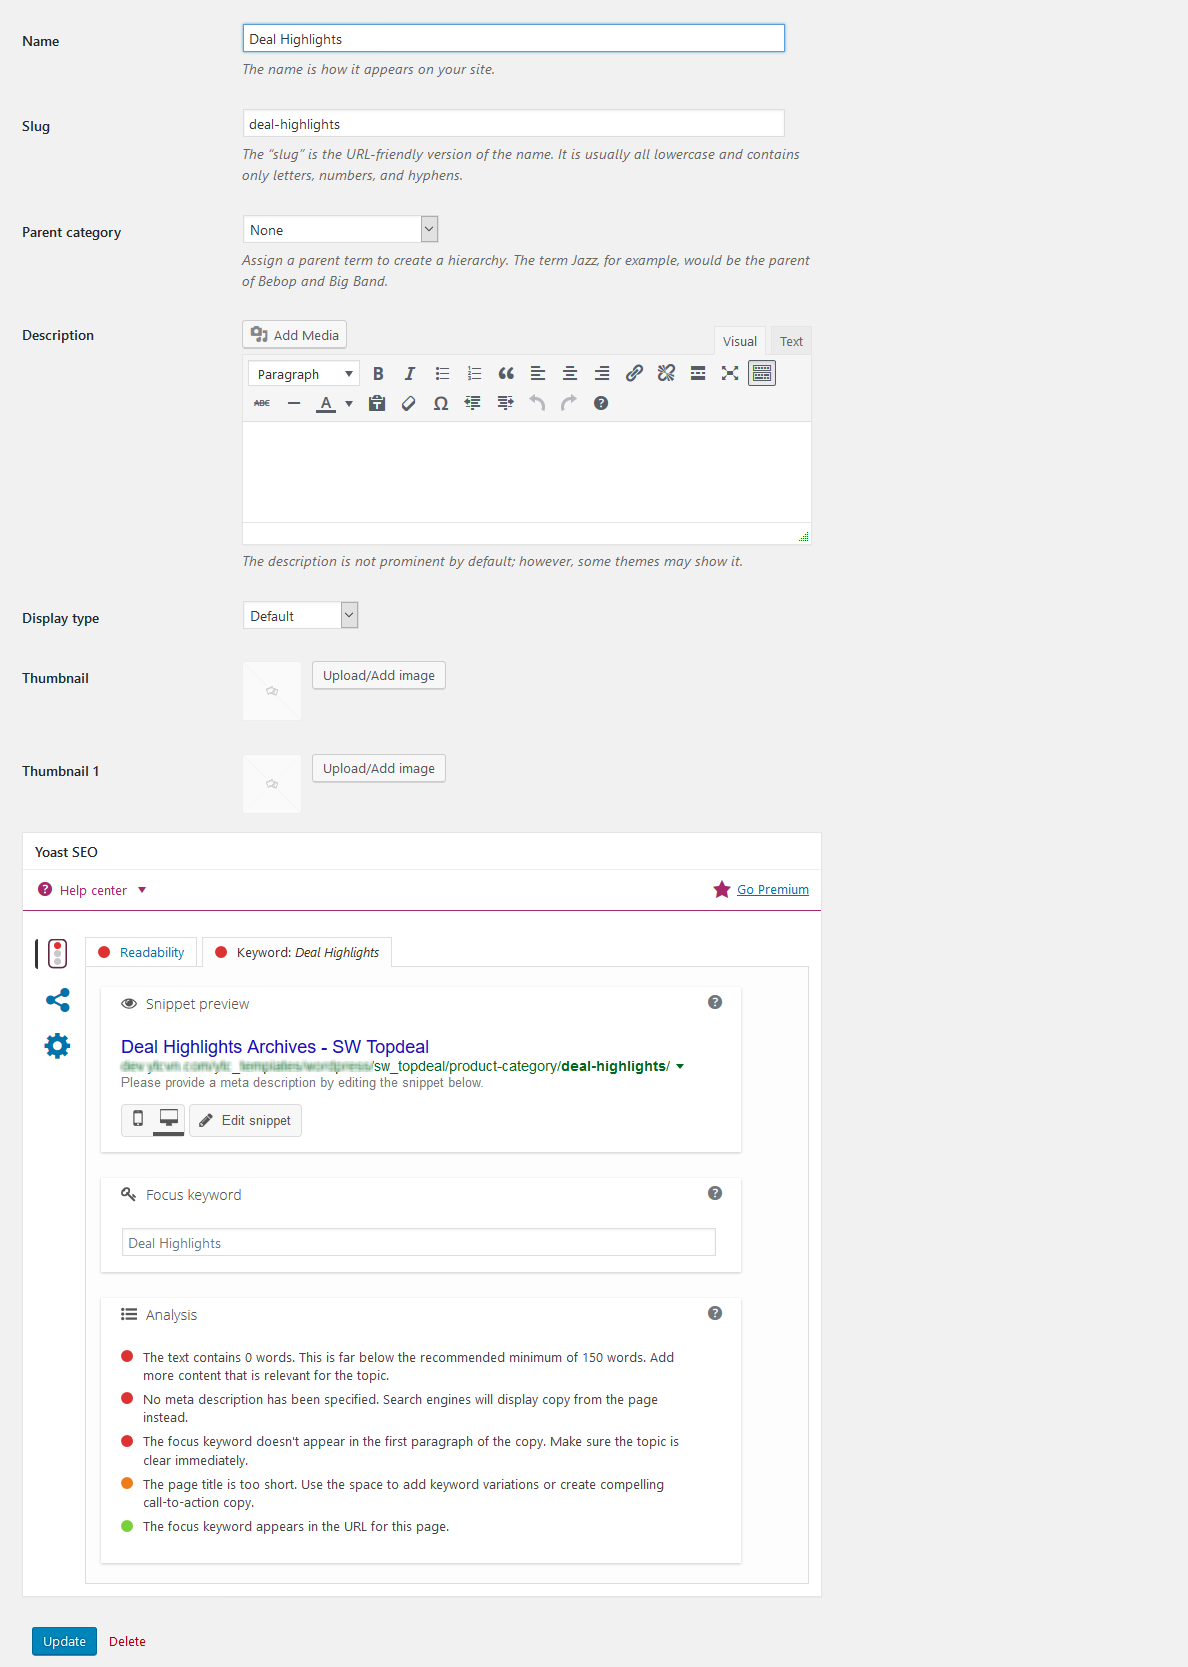 Name
Deal Highlights
The name is how it appears on your site.
Slug
deal-highlights
The “slug” is the URL-friendly version of the name. It is usually all lowercase and contains
only letters, numbers, and hyphens.
Parent category
None
Assign a parent term to create a hierarchy. The term Jazz, for example, would be the parent
of Bebop and Big Band.
Description
Add Media
Visual Text
Paragraph
ABC
The description is not prominent by default; however, some themes may show it.
Display type
Default
Thumbnail
Upload/Add image
Thumbnail 1
Upload/Add image
Yoast SEO
Help center
Go Premium
Readability
Keyword: Deal Highlights
Snippet preview
Deal Highlights Archives - SW Topdeal
/sw_topdeal/product-category/deal-highlights/
Please provide a meta description by editing the snippet below.
Edit snippet
Focus keyword
Deal Highlights
Analysis
The text contains 0 words. This is far below the recommended minimum of 150 words. Add
more content that is relevant for the topic.
No meta description has been specified. Search engines will display copy from the page
instead.
The focus keyword doesn't appear in the first paragraph of the copy. Make sure the topic is
clear immediately.
The page title is too short. Use the space to add keyword variations or create compelling
call-to-action copy.
The focus keyword appears in the URL for this page.
Update Delete